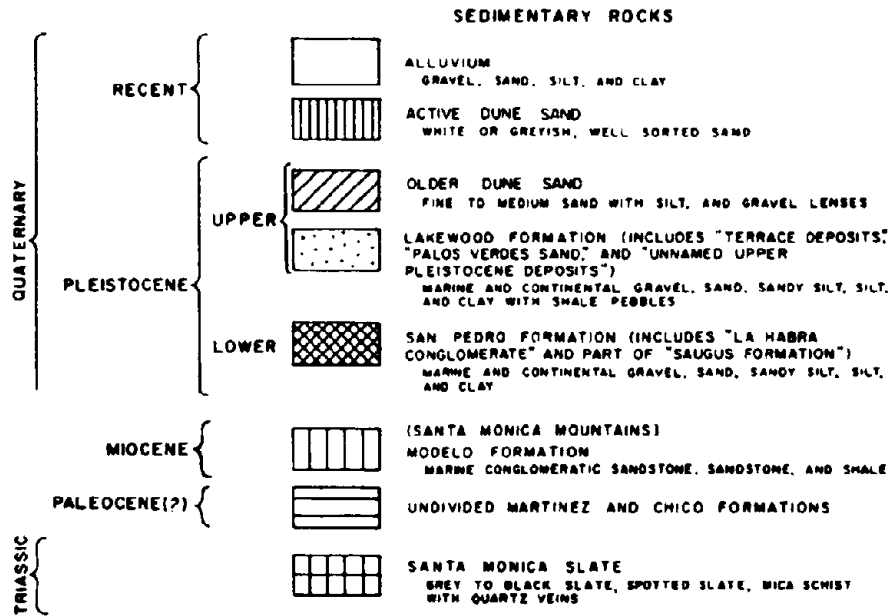 SEDIMENTARY ROCKS
QUATERNARY
RECENT
ALLUVIUM
GRAVEL, SAND, SILT, AND CLAY
ACTIVE DUNE SAND
WHITE OR GREYISH, WELL SORTED SAND
PLEISTOCENE
UPPER
OLDER DUNE SAND
FINE TO MEDIUM SAND WITH SILT, AND GRAVEL LENSES
LAKEWOOD FORMATION (INCLUDES "TERRACE DEPOSITS,"
"PALOS VERDES SAND," AND "UNNAMED UPPER
PLEISTOCENE DEPOSITS")
MARINE AND CONTINENTAL GRAVEL, SAND, SANDY SILT, SILT,
AND CLAY WITH SHALE PEBBLES
LOWER
SAN PEDRO FORMATION (INCLUDES "LA HABRA
CONGLOMERATE" AND PART OF "SAUGUS FORMATION")
MARINE AND CONTINENTAL GRAVEL, SAND, SANDY SILT, SILT,
AND CLAY
MIOCENE
(SANTA MONICA MOUNTAINS)
MODELO FORMATION
MARINE CONGLOMERATIC SANDSTONE, SANDSTONE, AND SHALE
PALEOCENE(?)
UNDIVIDED MARTINEZ AND CHICO FORMATIONS
TRIASSIC
SANTA MONICA SLATE
GREY TO BLACK SLATE, SPOTTED SLATE, MICA SCHIST
WITH QUARTZ VEINS